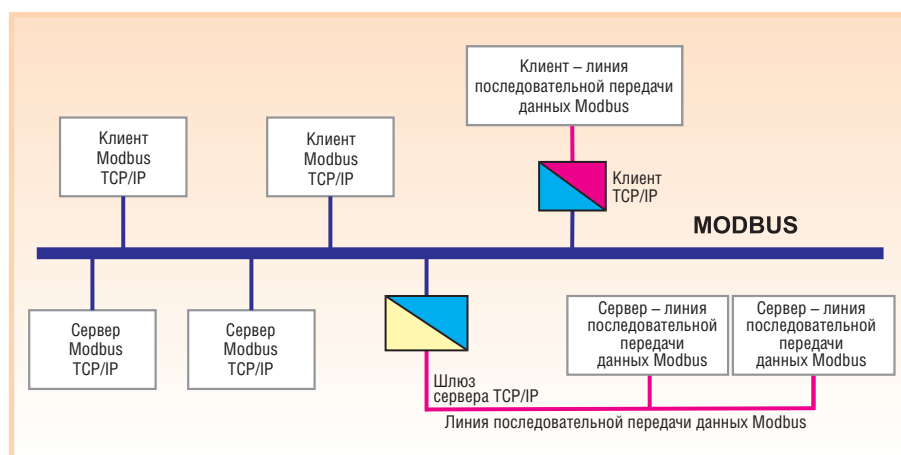 Клиент – линия
последовательной передачи
данных Modbus
Клиент
Modbus
TCP/IP
Клиент
Modbus
TCP/IP
Клиент
TCP/IP
MODBUS
Сервер
Modbus
TCP/IP
Сервер
Modbus
TCP/IP
Сервер – линия
последовательной
передачи
данных Modbus
Сервер – линия
последовательной
передачи
данных Modbus
Шлюз
сервера TCP/IP
Линия последовательной передачи данных Modbus